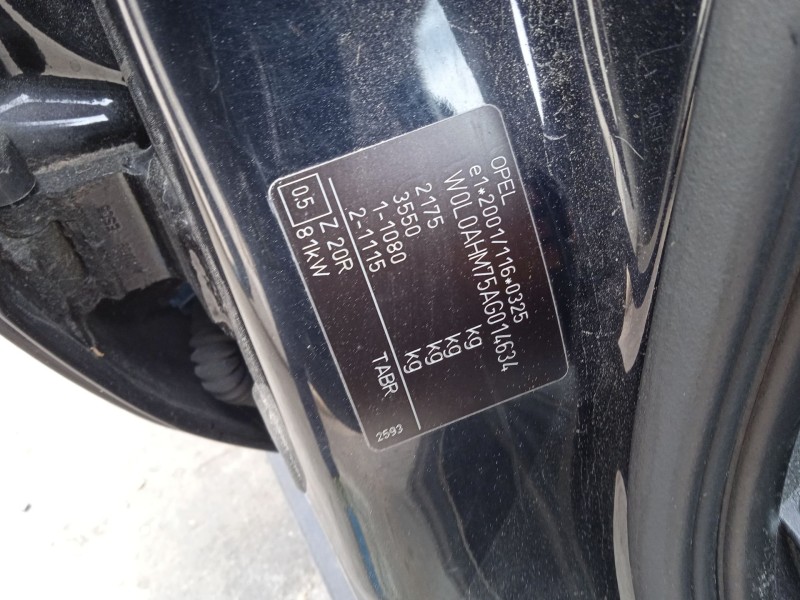 OPEL
e1*2001/116*0325
W0L0AHM75AG014634
2175 kg
3550 kg
1-1080 kg
2-1115 kg
0.5 Z 20R TABR
81kW 2593